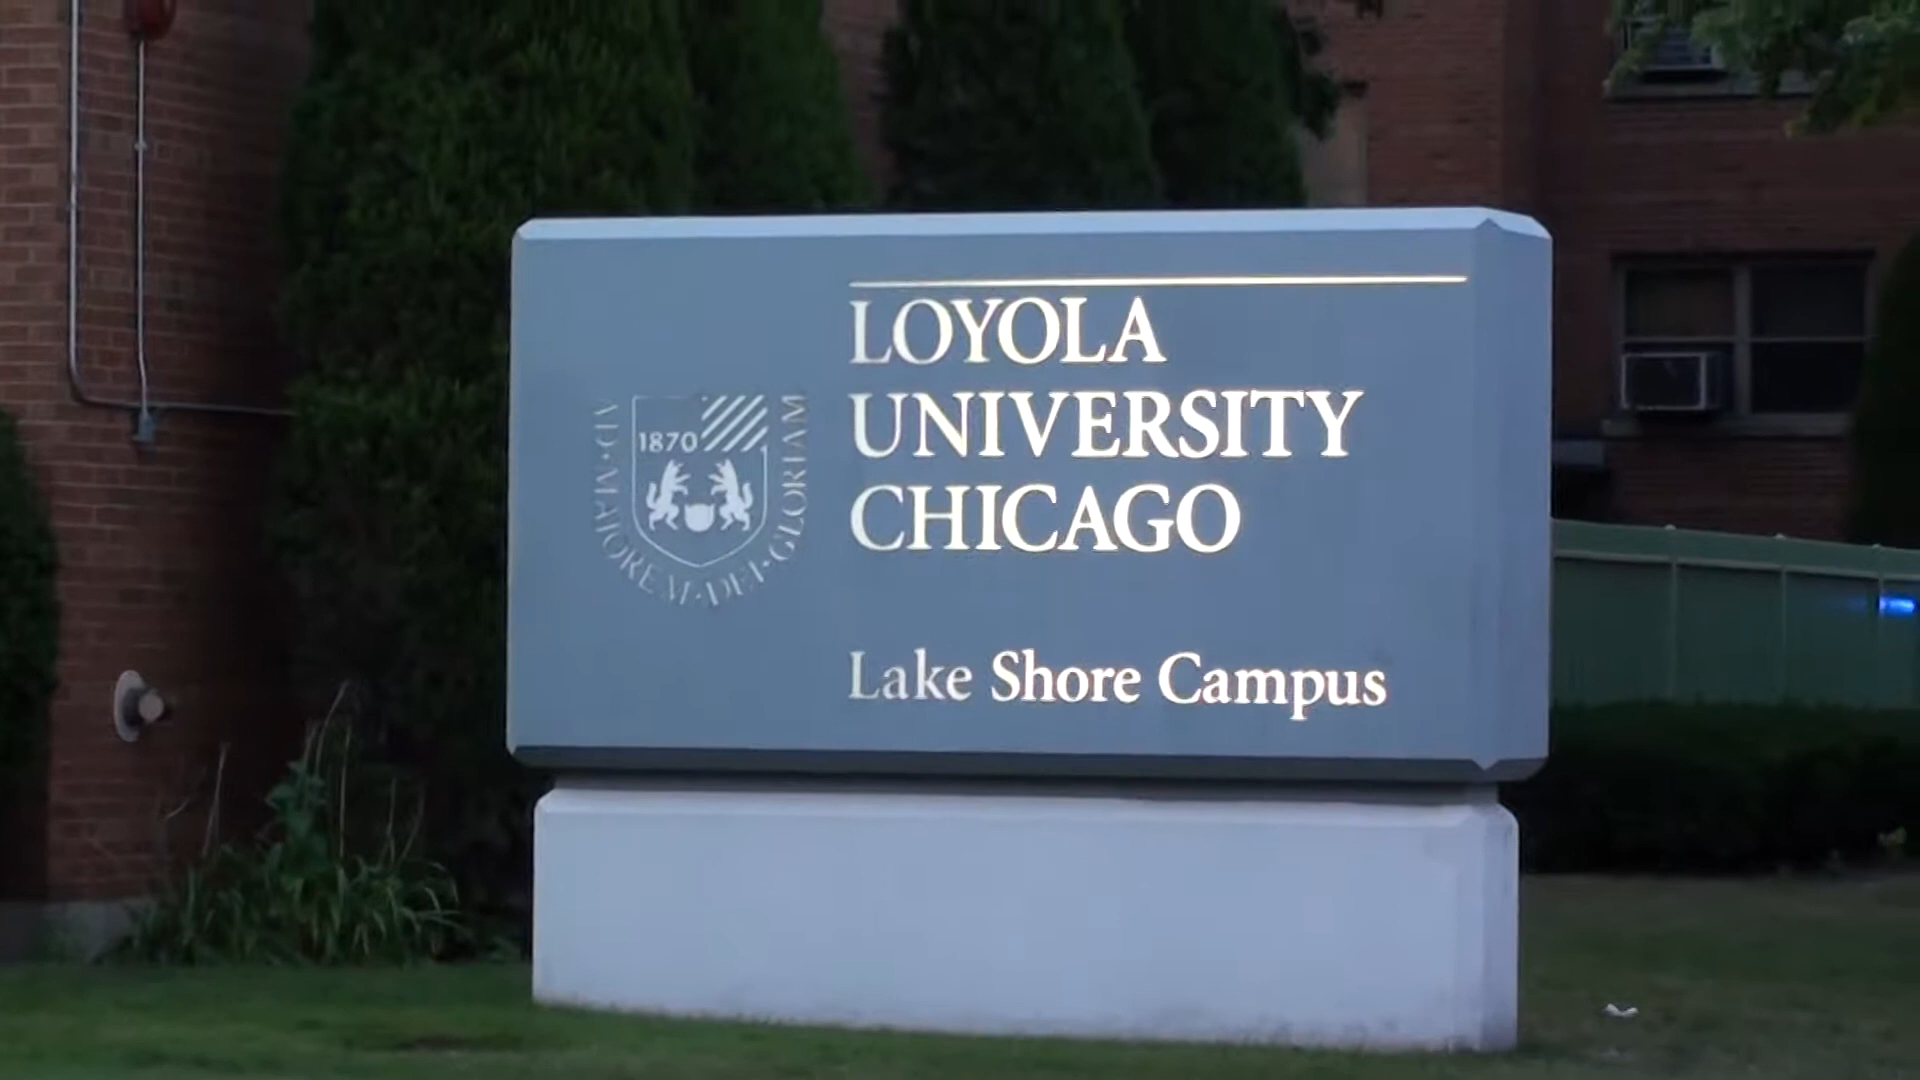 LOYOLA
UNIVERSITY
CHICAGO
1870
AD·MAIOREM·DEI·GLORIAM
Lake Shore Campus